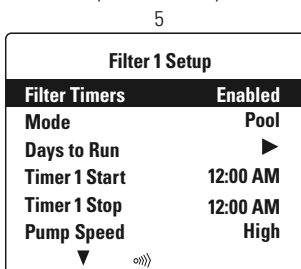 5
Filter 1 Setup
Filter Timers Enabled
Mode Pool
Days to Run
Timer 1 Start 12:00 AM
Timer 1 Stop 12:00 AM
Pump Speed High